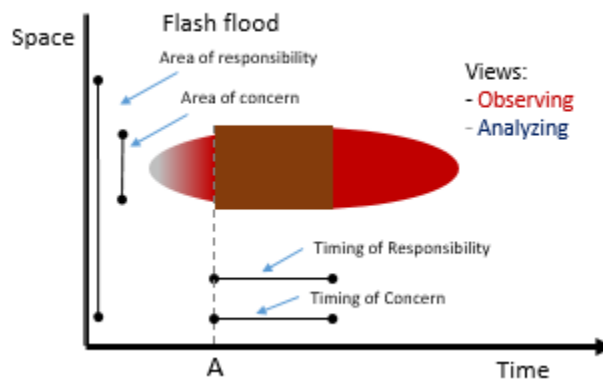 Flash flood
Space
Area of responsibility
Area of concern
Views:
- Observing
- Analyzing
Timing of Responsibility
Timing of Concern
A
Time